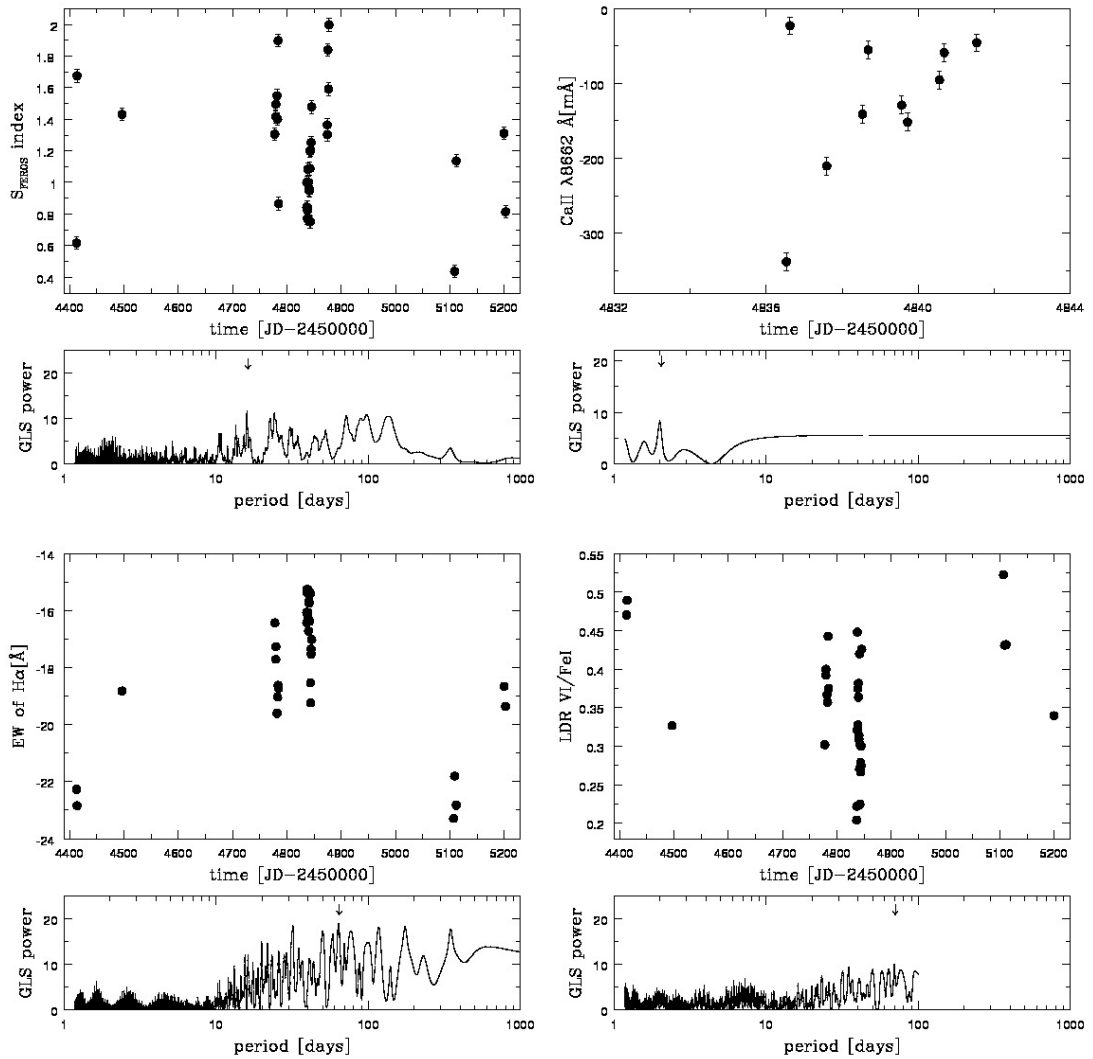 2
1.8
1.6
1.4
1.2
1
0.8
0.6
0.4
S_FEROS index
4400 4500 4600 4700 4800 4900 5000 5100 5200
time [JD-2450000]
0
-100
-200
-300
CaII λ8662 Å[mÅ]
4832 4836 4840 4844
time [JD-2450000]
20
10
0
GLS power
1 10 100 1000
period [days]
20
10
0
GLS power
1 10 100 1000
period [days]
-14
-16
-18
-20
-22
-24
EW of Hα[Å]
4400 4500 4600 4700 4800 4900 5000 5100 5200
time [JD-2450000]
0.55
0.5
0.45
0.4
0.35
0.3
0.25
0.2
LDR VI/FeI
4400 4500 4600 4700 4800 4900 5000 5100 5200
time [JD-2450000]
20
10
0
GLS power
1 10 100 1000
period [days]
20
10
0
GLS power
1 10 100 1000
period [days]